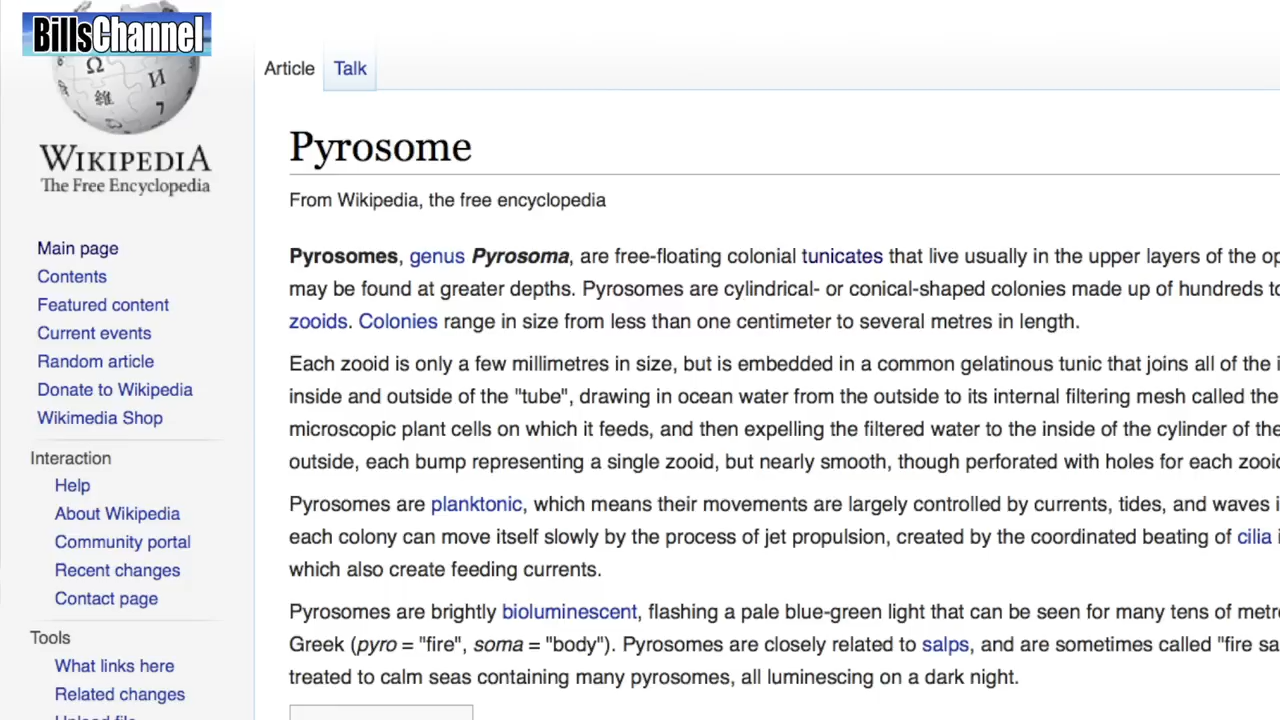 BillsChannel
Ω И
維 7
WIKIPEDIA
The Free Encyclopedia
Main page
Contents
Featured content
Current events
Random article
Donate to Wikipedia
Wikimedia Shop
Interaction
Help
About Wikipedia
Community portal
Recent changes
Contact page
Tools
What links here
Related changes
Upload file
Article Talk
Pyrosome
From Wikipedia, the free encyclopedia
Pyrosomes, genus Pyrosoma, are free-floating colonial tunicates that live usually in the upper layers of the op
may be found at greater depths. Pyrosomes are cylindrical- or conical-shaped colonies made up of hundreds to
zooids. Colonies range in size from less than one centimeter to several metres in length.
Each zooid is only a few millimetres in size, but is embedded in a common gelatinous tunic that joins all of the i
inside and outside of the "tube", drawing in ocean water from the outside to its internal filtering mesh called the
microscopic plant cells on which it feeds, and then expelling the filtered water to the inside of the cylinder of the
outside, each bump representing a single zooid, but nearly smooth, though perforated with holes for each zooid
Pyrosomes are planktonic, which means their movements are largely controlled by currents, tides, and waves i
each colony can move itself slowly by the process of jet propulsion, created by the coordinated beating of cilia i
which also create feeding currents.
Pyrosomes are brightly bioluminescent, flashing a pale blue-green light that can be seen for many tens of metre
Greek (pyro = "fire", soma = "body"). Pyrosomes are closely related to salps, and are sometimes called "fire sa
treated to calm seas containing many pyrosomes, all luminescing on a dark night.